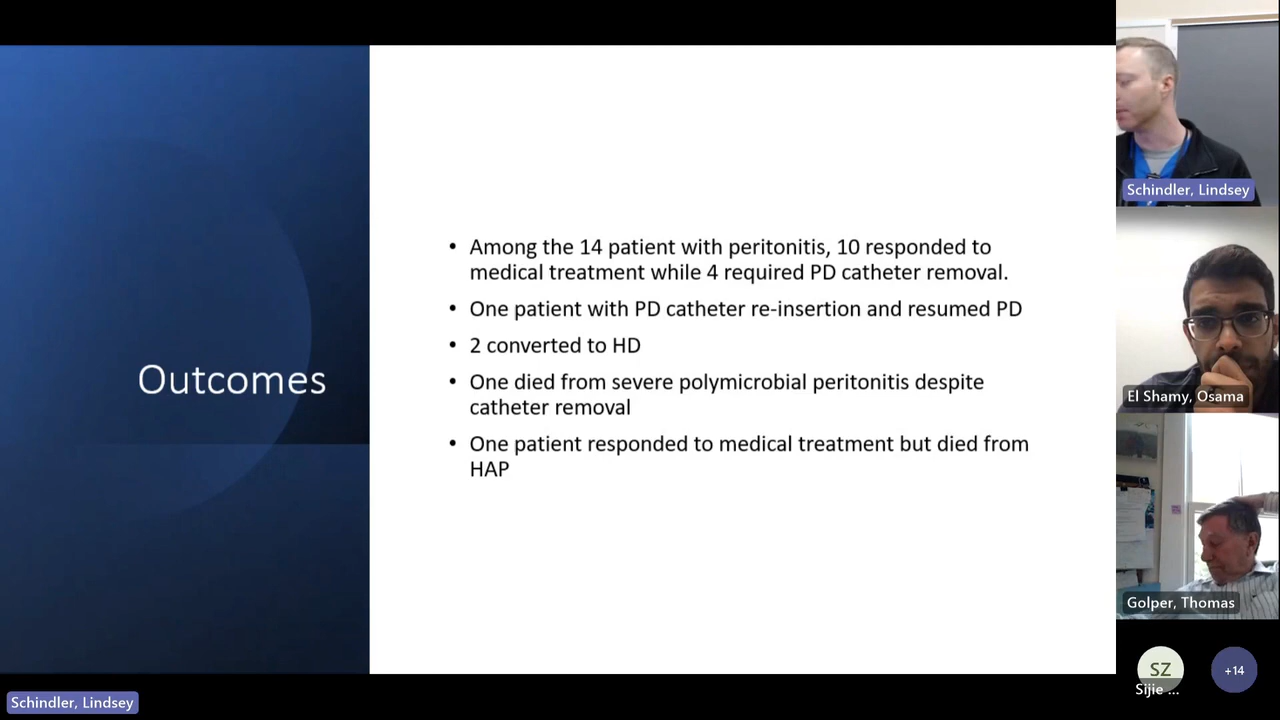 Outcomes
• Among the 14 patient with peritonitis, 10 responded to
medical treatment while 4 required PD catheter removal.
• One patient with PD catheter re-insertion and resumed PD
• 2 converted to HD
• One died from severe polymicrobial peritonitis despite
catheter removal
• One patient responded to medical treatment but died from
HAP
Schindler, Lindsey
El Shamy, Osama
Golper, Thomas
SZ
Sijie ...
+14
Schindler, Lindsey